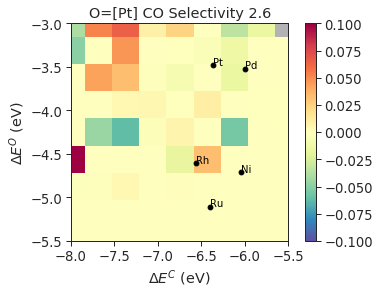 O=[Pt] CO Selectivity 2.6
−3.0
−3.5
−4.0
−4.5
−5.0
−5.5
ΔE^O (eV)
Pt
Pd
Rh
Ni
Ru
−8.0 −7.5 −7.0 −6.5 −6.0 −5.5
ΔE^C (eV)
0.100
0.075
0.050
0.025
0.000
−0.025
−0.050
−0.075
−0.100